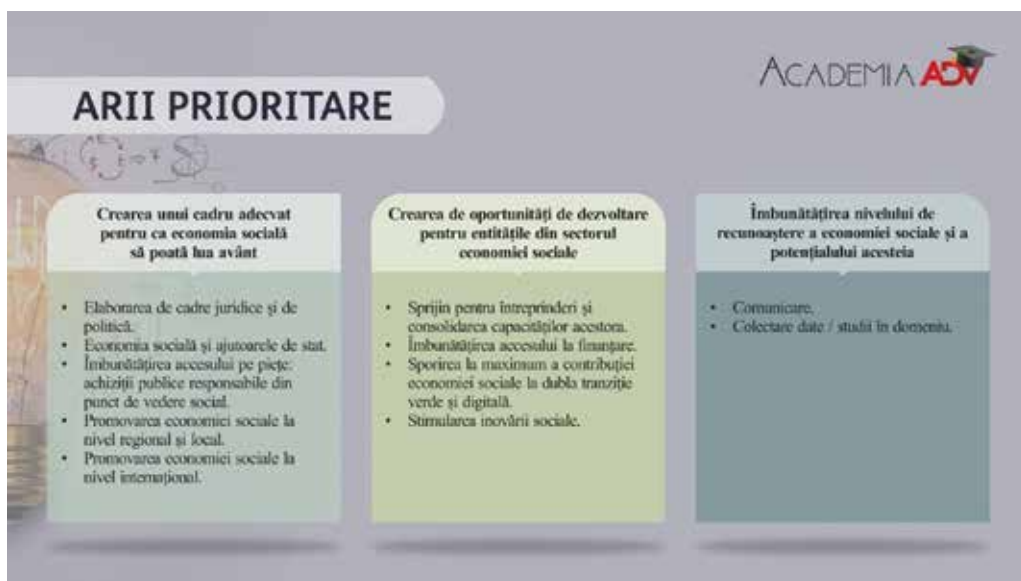 ACADEMIA ADV
ARII PRIORITARE
Crearea unui cadru adecvat
pentru ca economia socială
să poată lua avânt
• Elaborarea de cadre juridice și de
politică.
• Economia socială și ajutoarele de stat.
• Îmbunătățirea accesului pe piețe:
achiziții publice responsabile din
punct de vedere social.
• Promovarea economiei sociale la
nivel regional și local.
• Promovarea economiei sociale la
nivel internațional.
Crearea de oportunități de dezvoltare
pentru entitățile din sectorul
economiei sociale
• Sprijin pentru întreprinderi și
consolidarea capacităților acestora.
• Îmbunătățirea accesului la finanțare.
• Sporirea la maximum a contribuției
economiei sociale la dubla tranziție
verde și digitală.
• Stimularea inovării sociale.
Îmbunătățirea nivelului de
recunoaștere a economiei sociale și a
potențialului acesteia
• Comunicare.
• Colectare date / studii în domeniu.